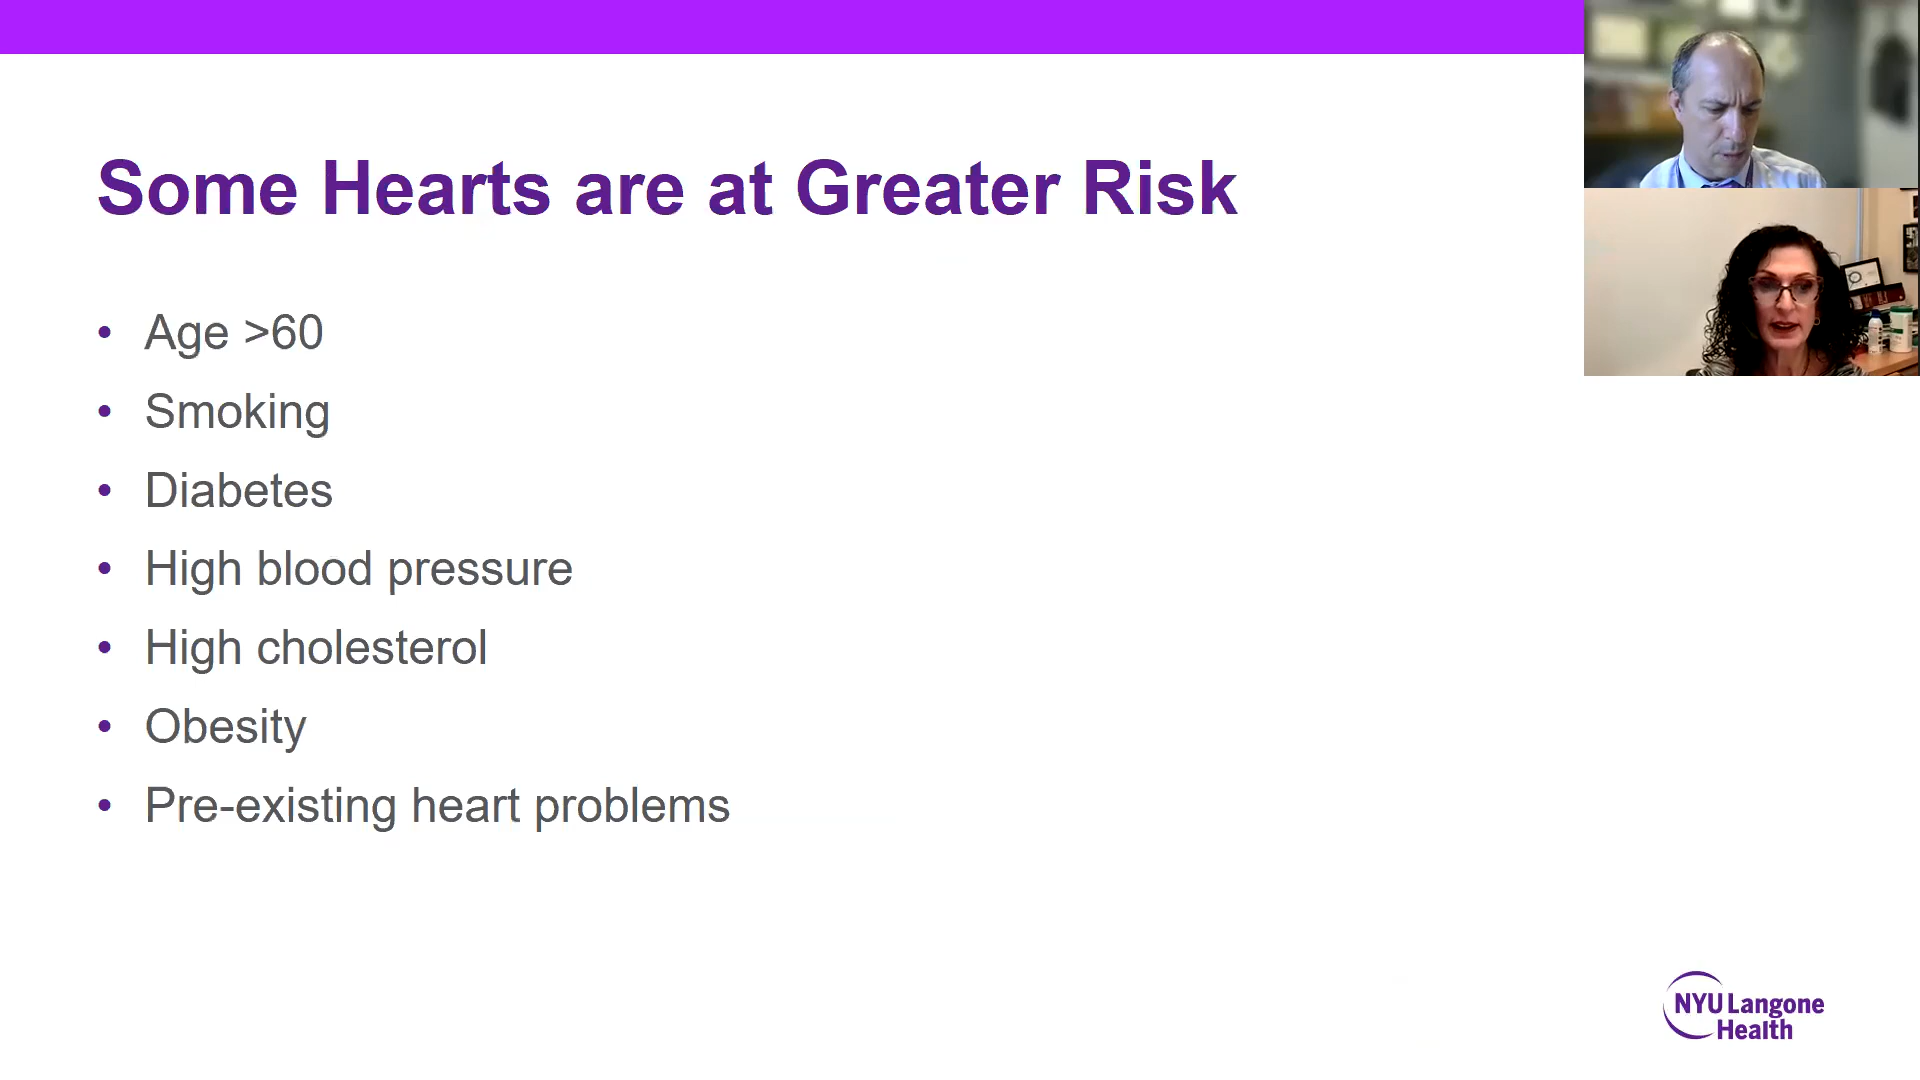 Some Hearts are at Greater Risk
• Age >60
• Smoking
• Diabetes
• High blood pressure
• High cholesterol
• Obesity
• Pre-existing heart problems
NYU Langone
Health